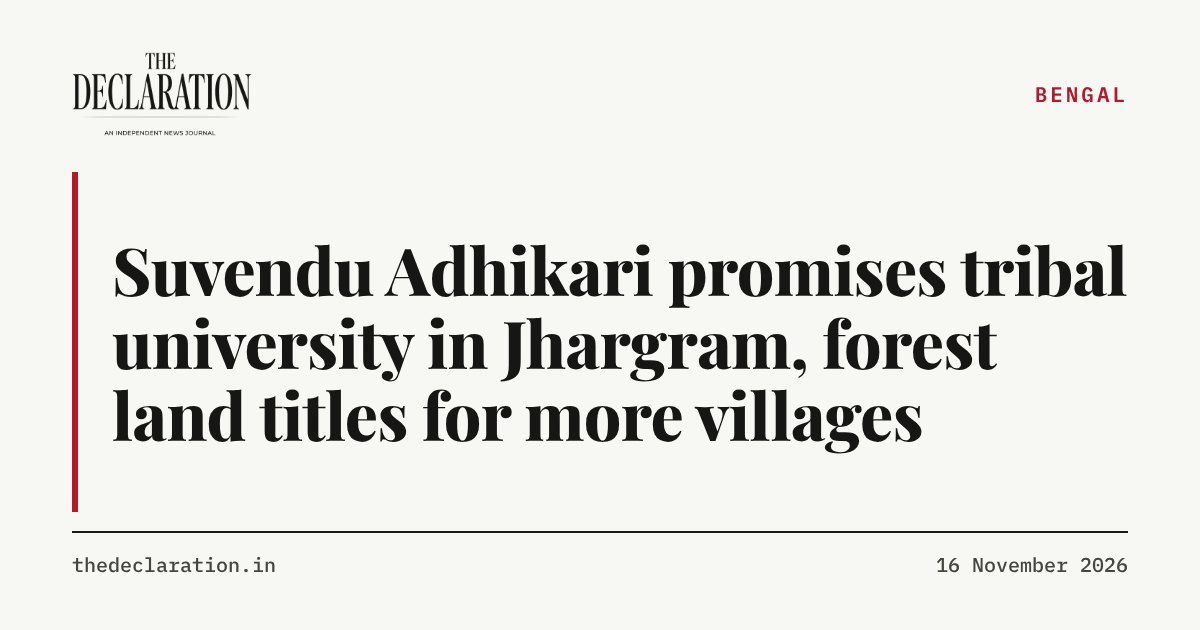 THE
DECLARATION
AN INDEPENDENT NEWS JOURNAL
BENGAL
Suvendu Adhikari promises tribal
university in Jhargram, forest
land titles for more villages
thedeclaration.in
16 November 2026